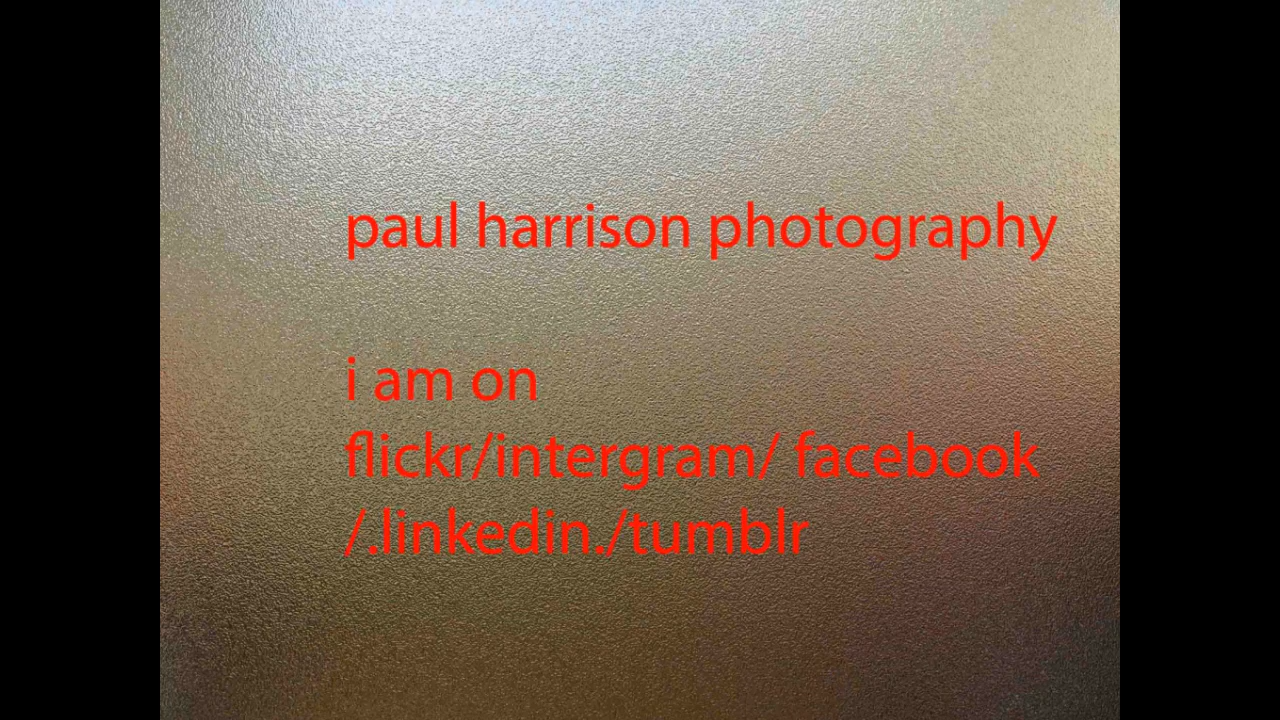 paul harrison photography
i am on
flickr/intergram/ facebook
/.linkedin./tumblr